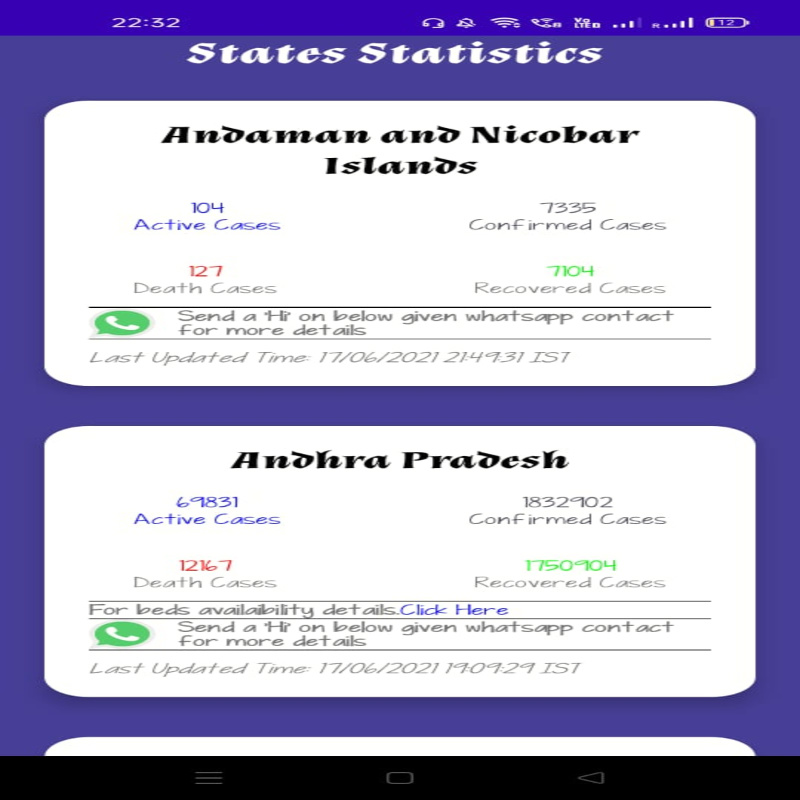 22:32
Vo LTED
R
12
States Statistics
Andaman and Nicobar
Islands
104 7335
Active Cases Confirmed Cases
127 7104
Death Cases Recovered Cases
Send a 'Hi' on below given whatsapp contact
for more details
Last Updated Time: 17/06/2021 21:49:31 IST
Andhra Pradesh
69831 1832902
Active Cases Confirmed Cases
12167 1750904
Death Cases Recovered Cases
For beds availaibility details.Click Here
Send a 'Hi' on below given whatsapp contact
for more details
Last Updated Time: 17/06/2021 19:09:29 IST